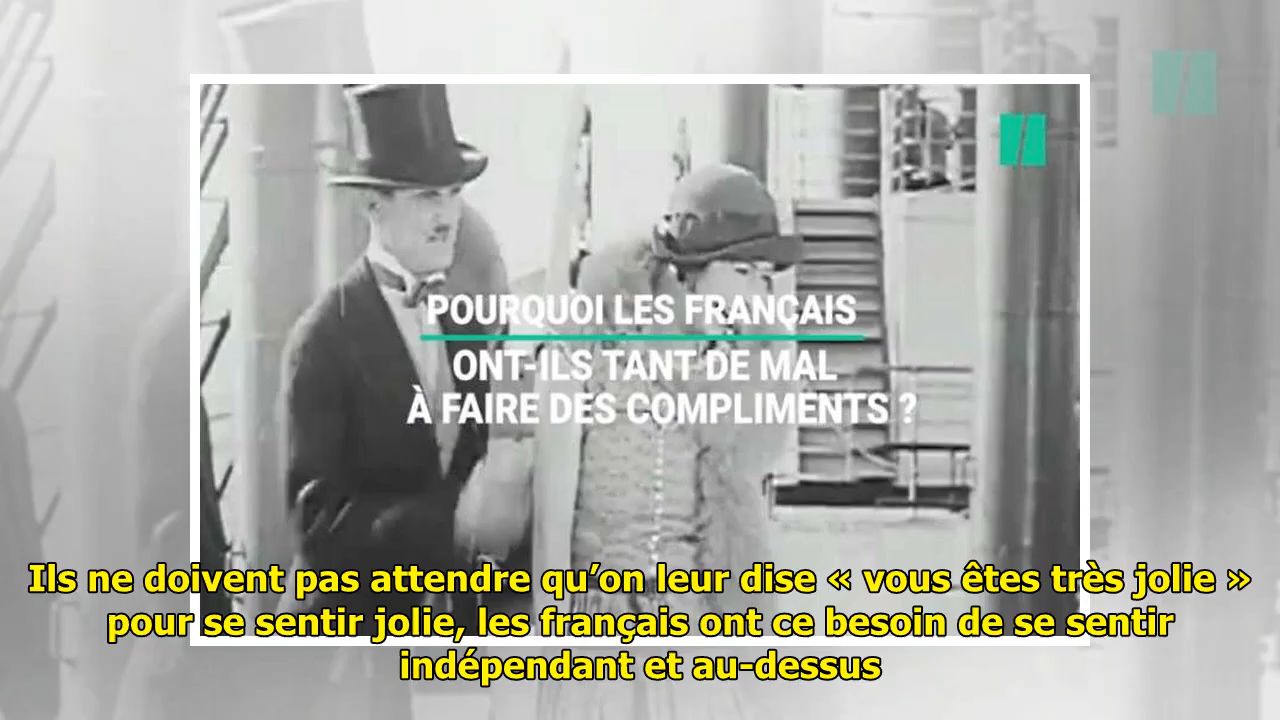 POURQUOI LES FRANÇAIS
ONT-ILS TANT DE MAL
À FAIRE DES COMPLIMENTS ?
Ils ne doivent pas attendre qu’on leur dise « vous êtes très jolie »
pour se sentir jolie, les français ont ce besoin de se sentir
indépendant et au-dessus